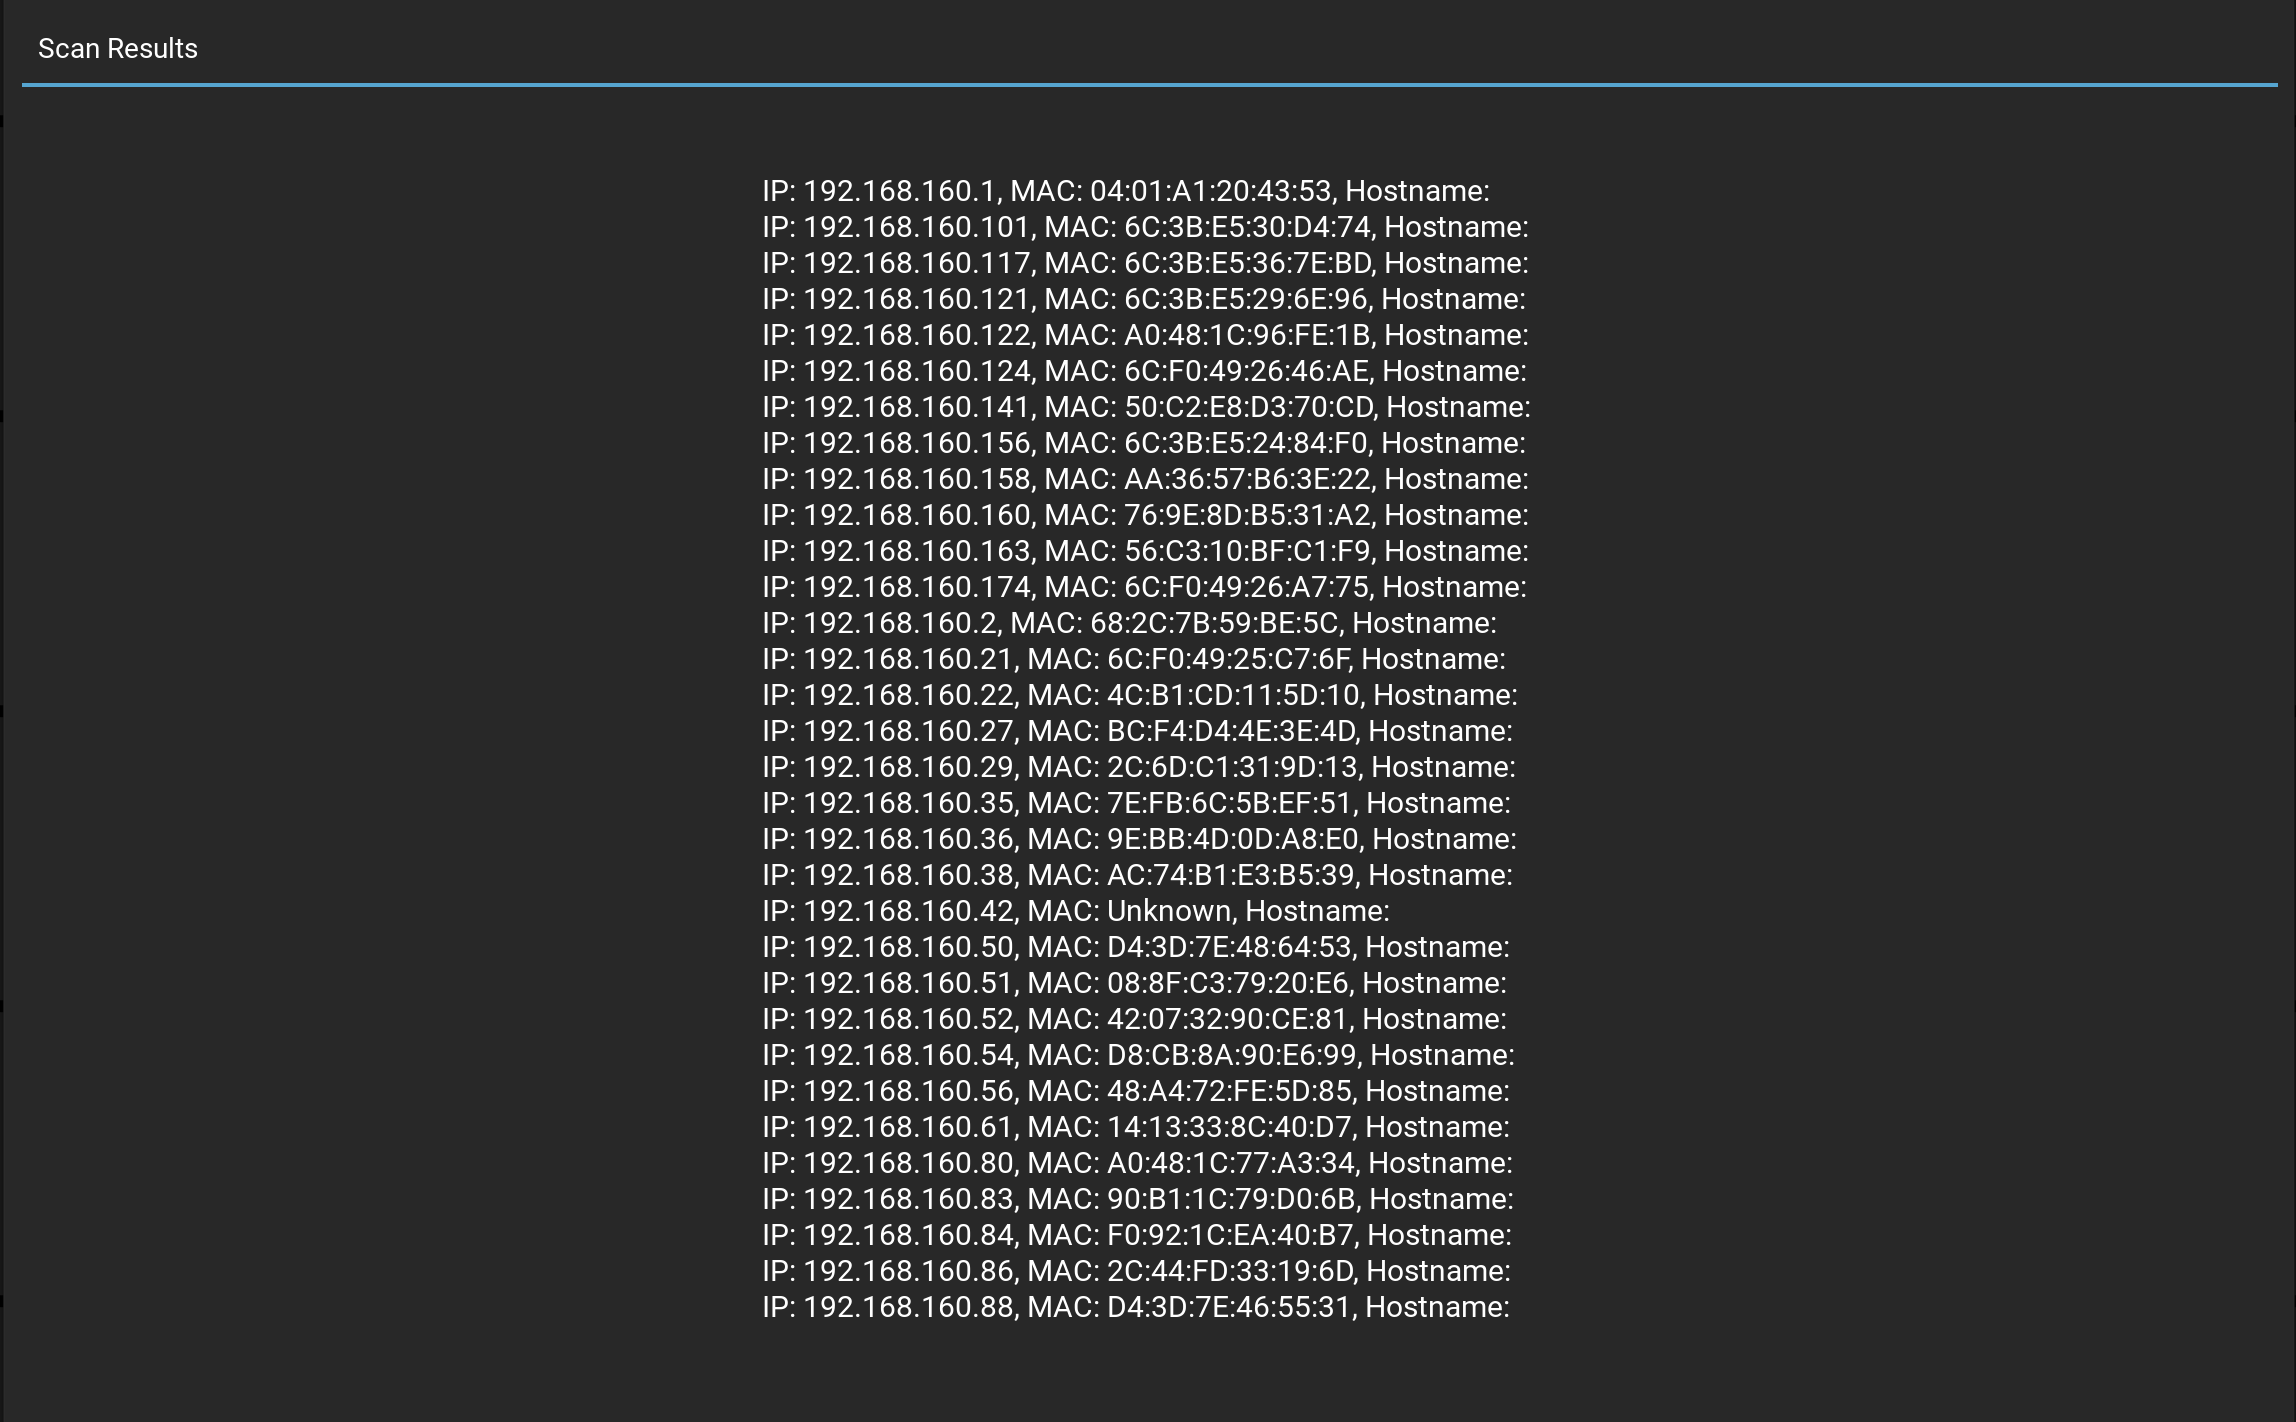 Scan Results
IP: 192.168.160.1, MAC: 04:01:A1:20:43:53, Hostname:
IP: 192.168.160.101, MAC: 6C:3B:E5:30:D4:74, Hostname:
IP: 192.168.160.117, MAC: 6C:3B:E5:36:7E:BD, Hostname:
IP: 192.168.160.121, MAC: 6C:3B:E5:29:6E:96, Hostname:
IP: 192.168.160.122, MAC: A0:48:1C:96:FE:1B, Hostname:
IP: 192.168.160.124, MAC: 6C:F0:49:26:46:AE, Hostname:
IP: 192.168.160.141, MAC: 50:C2:E8:D3:70:CD, Hostname:
IP: 192.168.160.156, MAC: 6C:3B:E5:24:84:F0, Hostname:
IP: 192.168.160.158, MAC: AA:36:57:B6:3E:22, Hostname:
IP: 192.168.160.160, MAC: 76:9E:8D:B5:31:A2, Hostname:
IP: 192.168.160.163, MAC: 56:C3:10:BF:C1:F9, Hostname:
IP: 192.168.160.174, MAC: 6C:F0:49:26:A7:75, Hostname:
IP: 192.168.160.2, MAC: 68:2C:7B:59:BE:5C, Hostname:
IP: 192.168.160.21, MAC: 6C:F0:49:25:C7:6F, Hostname:
IP: 192.168.160.22, MAC: 4C:B1:CD:11:5D:10, Hostname:
IP: 192.168.160.27, MAC: BC:F4:D4:4E:3E:4D, Hostname:
IP: 192.168.160.29, MAC: 2C:6D:C1:31:9D:13, Hostname:
IP: 192.168.160.35, MAC: 7E:FB:6C:5B:EF:51, Hostname:
IP: 192.168.160.36, MAC: 9E:BB:4D:0D:A8:E0, Hostname:
IP: 192.168.160.38, MAC: AC:74:B1:E3:B5:39, Hostname:
IP: 192.168.160.42, MAC: Unknown, Hostname:
IP: 192.168.160.50, MAC: D4:3D:7E:48:64:53, Hostname:
IP: 192.168.160.51, MAC: 08:8F:C3:79:20:E6, Hostname:
IP: 192.168.160.52, MAC: 42:07:32:90:CE:81, Hostname:
IP: 192.168.160.54, MAC: D8:CB:8A:90:E6:99, Hostname:
IP: 192.168.160.56, MAC: 48:A4:72:FE:5D:85, Hostname:
IP: 192.168.160.61, MAC: 14:13:33:8C:40:D7, Hostname:
IP: 192.168.160.80, MAC: A0:48:1C:77:A3:34, Hostname:
IP: 192.168.160.83, MAC: 90:B1:1C:79:D0:6B, Hostname:
IP: 192.168.160.84, MAC: F0:92:1C:EA:40:B7, Hostname:
IP: 192.168.160.86, MAC: 2C:44:FD:33:19:6D, Hostname:
IP: 192.168.160.88, MAC: D4:3D:7E:46:55:31, Hostname: